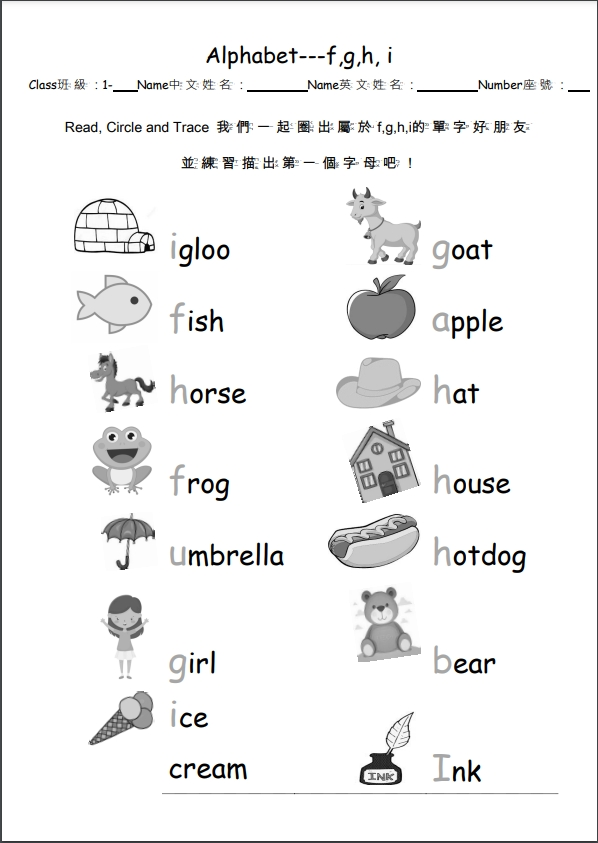 Alphabet---f,g,h, i
Class班級：1-___Name中文姓名：________Name英文姓名：________Number座號：___
Read, Circle and Trace 我們一起圈出屬於 f,g,h,i的單字好朋友
並練習描出第一個字母吧！
igloo goat
fish apple
horse hat
frog house
umbrella hotdog
girl bear
ice
cream Ink
INK